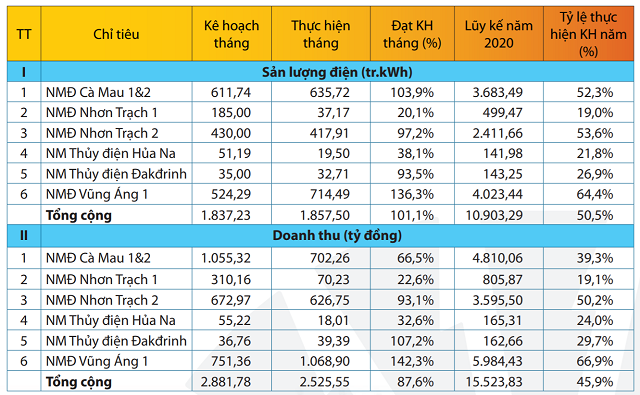 TT Chỉ tiêu Kê hoạch tháng Thực hiện tháng Đạt KH tháng (%) Lũy kế năm 2020 Tỷ lệ thực hiện KH năm (%)
I Sản lượng điện (tr.kWh)
1 NMĐ Cà Mau 1&2 611,74 635,72 103,9% 3.683,49 52,3%
2 NMĐ Nhơn Trạch 1 185,00 37,17 20,1% 499,47 19,0%
3 NMĐ Nhơn Trạch 2 430,00 417,91 97,2% 2.411,66 53,6%
4 NM Thủy điện Hủa Na 51,19 19,50 38,1% 141,98 21,8%
5 NM Thủy điện Đakđrinh 35,00 32,71 93,5% 143,25 26,9%
6 NMĐ Vũng Áng 1 524,29 714,49 136,3% 4.023,44 64,4%
Tổng cộng 1.837,23 1.857,50 101,1% 10.903,29 50,5%
II Doanh thu (tỷ đồng)
1 NMĐ Cà Mau 1&2 1.055,32 702,26 66,5% 4.810,06 39,3%
2 NMĐ Nhơn Trạch 1 310,16 70,23 22,6% 805,87 19,1%
3 NMĐ Nhơn Trạch 2 672,97 626,75 93,1% 3.595,50 50,2%
4 NM Thủy điện Hủa Na 55,22 18,01 32,6% 165,31 24,0%
5 NM Thủy điện Đakđrinh 36,76 39,39 107,2% 162,66 29,7%
6 NMĐ Vũng Áng 1 751,36 1.068,90 142,3% 5.984,43 66,9%
Tổng cộng 2.881,78 2.525,55 87,6% 15.523,83 45,9%